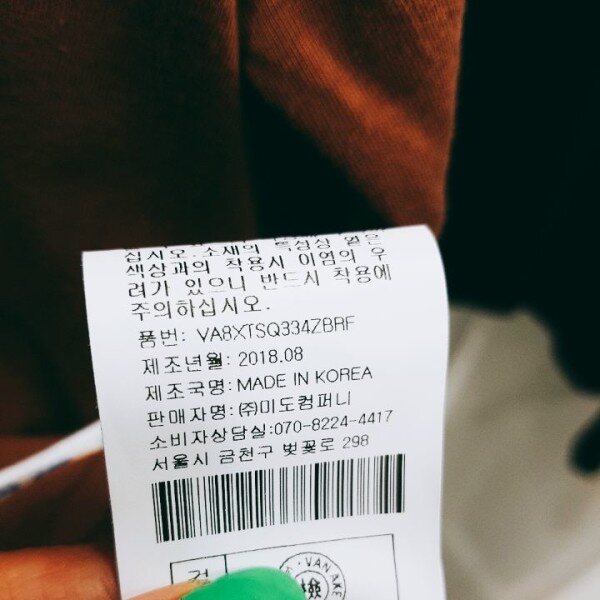 십시오. 소재의 특성상 옅은
색상과의 착용시 이염의 우
려가 있으니 반드시 착용에
주의하십시오.
품번: VA8XTSQ334ZBRF
제조년월: 2018.08
제조국명: MADE IN KOREA
판매자명: (주)미도컴퍼니
소비자상담실:070-8224-4417
서울시 금천구 벚꽃로 298
검
VAN
檢